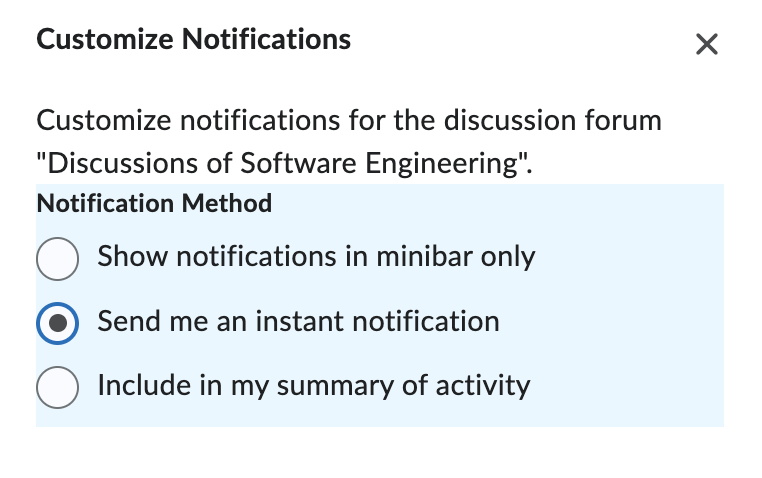 Customize Notifications
Customize notifications for the discussion forum
"Discussions of Software Engineering".
Notification Method
Show notifications in minibar only
Send me an instant notification
Include in my summary of activity